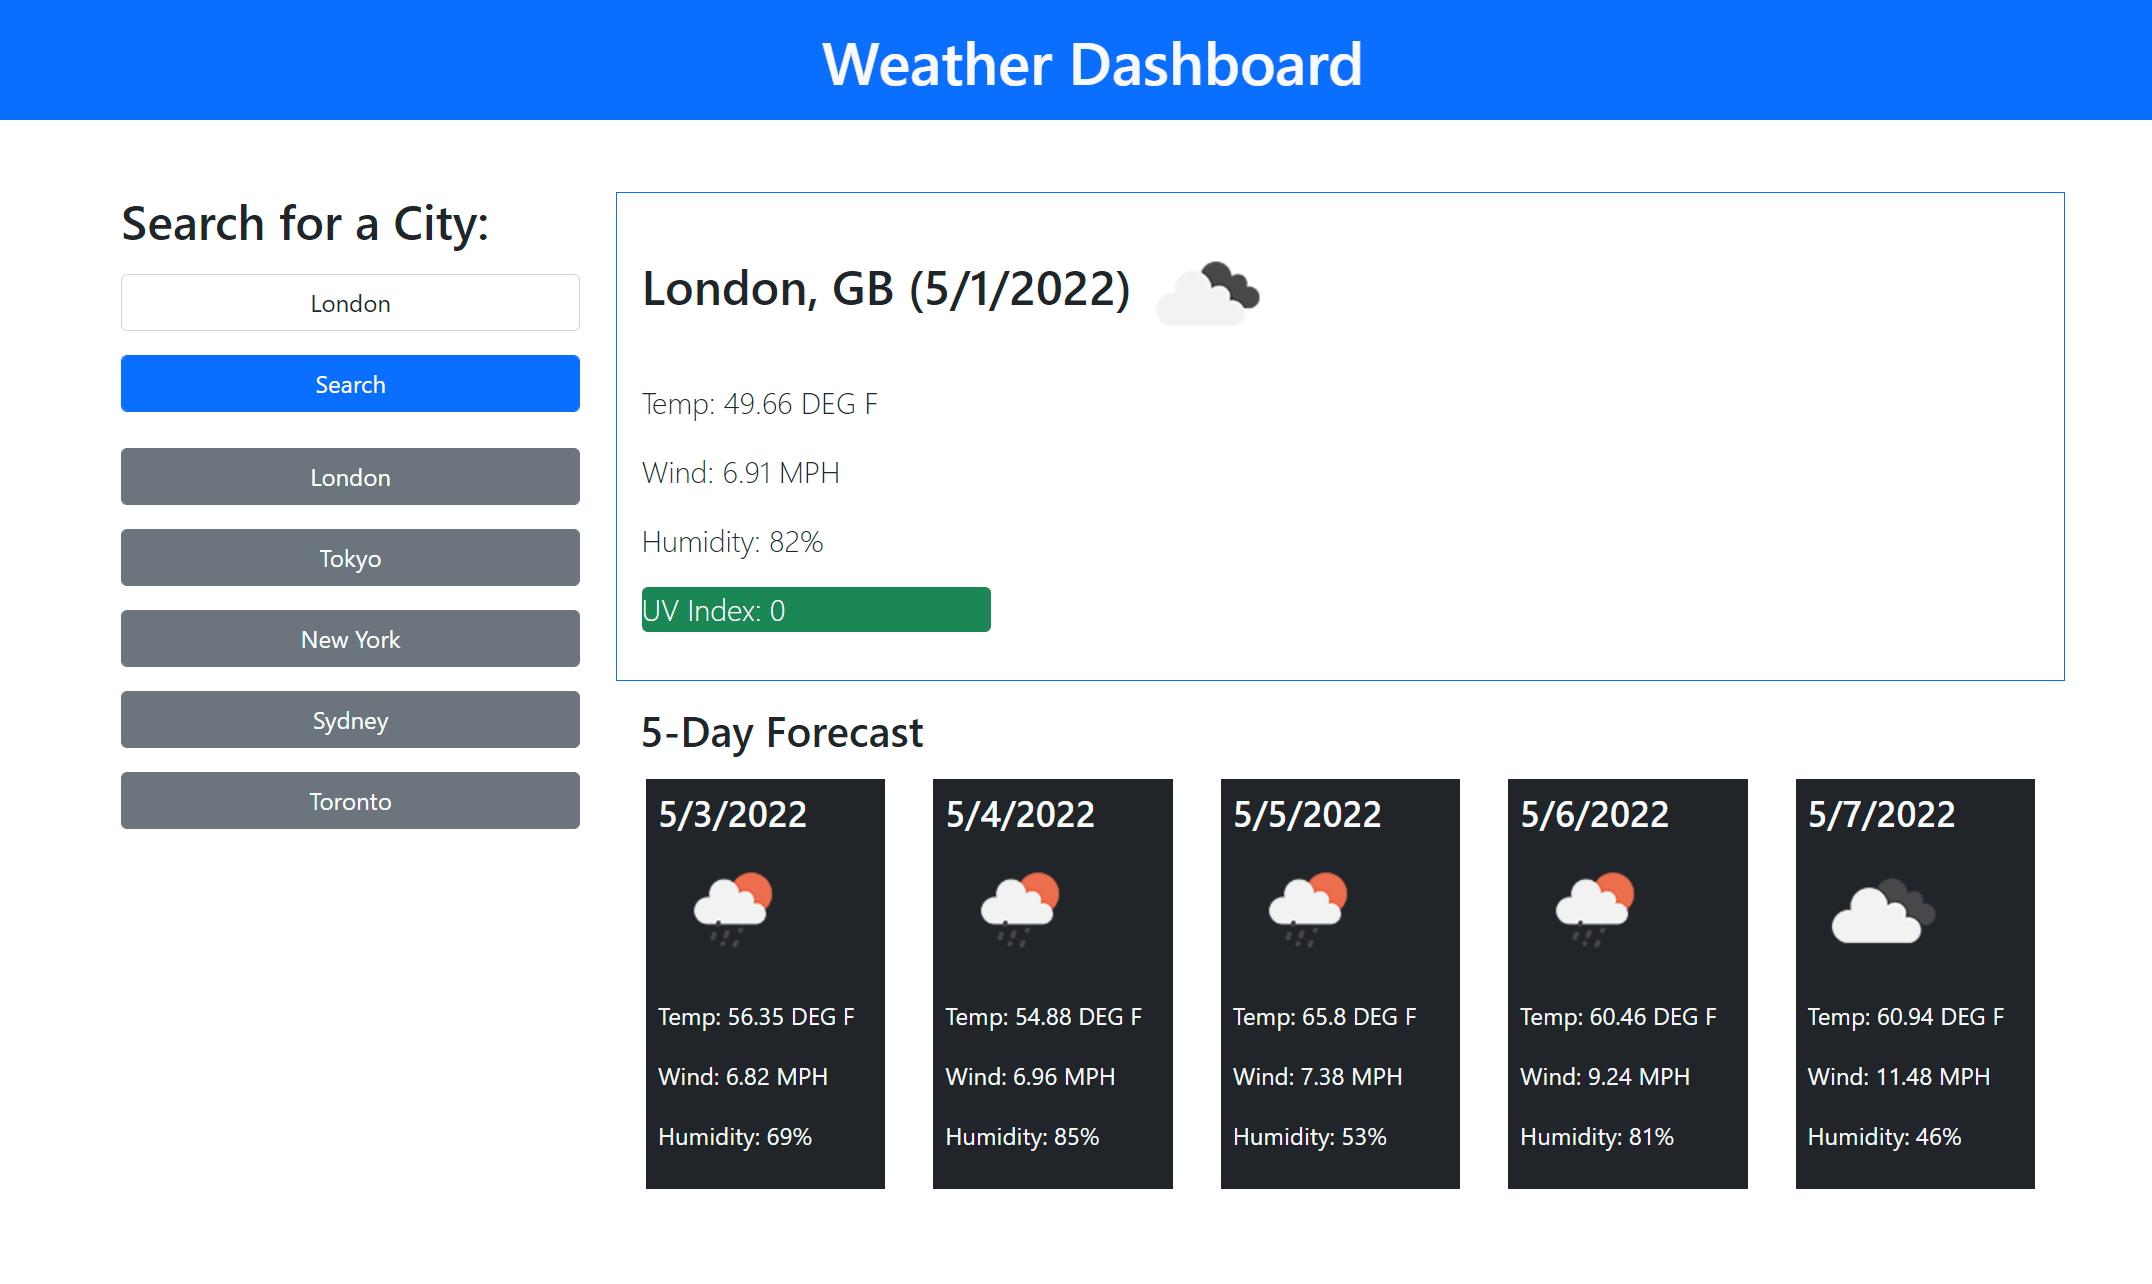 Weather Dashboard
Search for a City:
London
Search
London
Tokyo
New York
Sydney
Toronto
London, GB (5/1/2022)
Temp: 49.66 DEG F
Wind: 6.91 MPH
Humidity: 82%
UV Index: 0
5-Day Forecast
5/3/2022
Temp: 56.35 DEG F
Wind: 6.82 MPH
Humidity: 69%
5/4/2022
Temp: 54.88 DEG F
Wind: 6.96 MPH
Humidity: 85%
5/5/2022
Temp: 65.8 DEG F
Wind: 7.38 MPH
Humidity: 53%
5/6/2022
Temp: 60.46 DEG F
Wind: 9.24 MPH
Humidity: 81%
5/7/2022
Temp: 60.94 DEG F
Wind: 11.48 MPH
Humidity: 46%